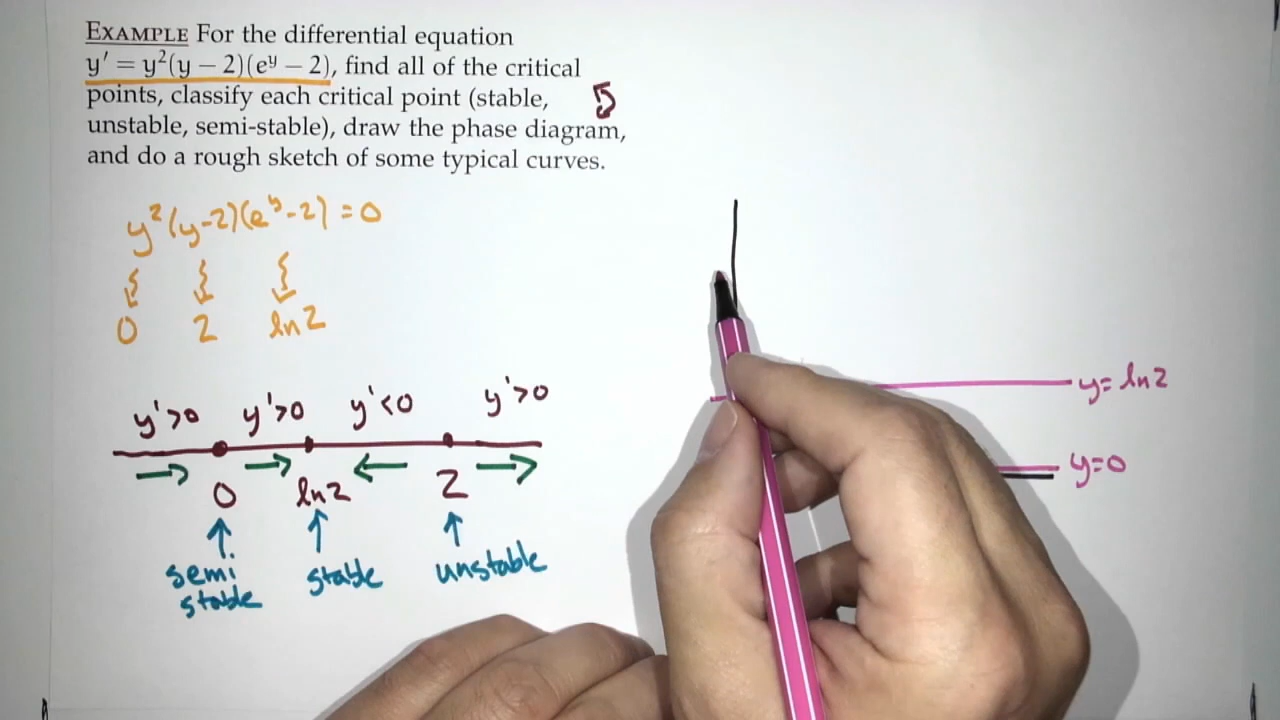 EXAMPLE For the differential equation
y′ = y²(y − 2)(eʸ − 2), find all of the critical
points, classify each critical point (stable,
unstable, semi-stable), draw the phase diagram,
and do a rough sketch of some typical curves.
y²(y-2)(eʸ-2) = 0
0 2 ln2
y'>0 y'>0 y'<0 y'>0
0 ln2 2
semi stable stable unstable
y= ln2
y=0